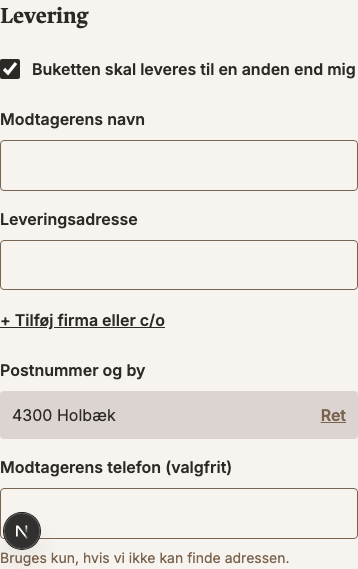 Levering
Buketten skal leveres til en anden end mig
Modtagerens navn
Leveringsadresse
+ Tilføj firma eller c/o
Postnummer og by
4300 Holbæk Ret
Modtagerens telefon (valgfrit)
N
Bruges kun, hvis vi ikke kan finde adressen.